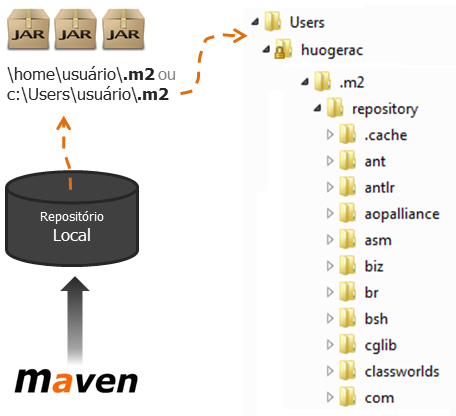 JAR JAR JAR
\home\usuário\.m2 ou
c:\Users\usuário\.m2
Repositório
Local
maven
Users
huogerac
.m2
repository
.cache
ant
antlr
aopalliance
asm
biz
br
bsh
cglib
classworlds
com